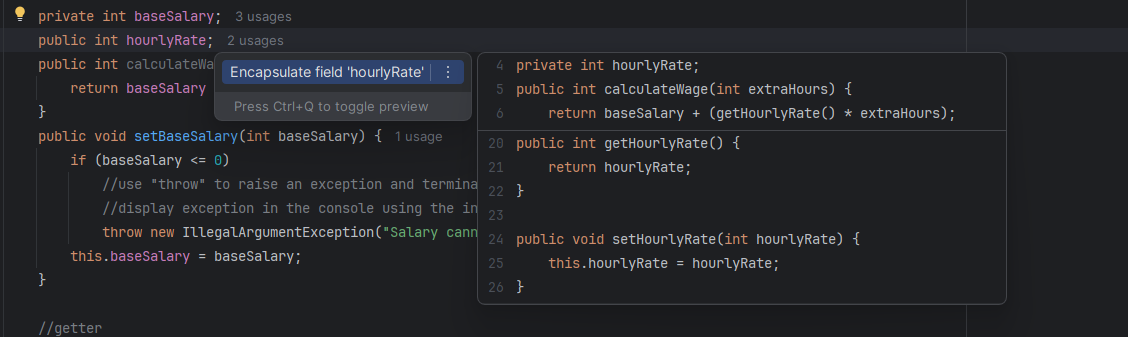 private int baseSalary; 3 usages
public int hourlyRate; 2 usages
public int calculateWa
return baseSalary
}
public void setBaseSalary(int baseSalary) { 1 usage
if (baseSalary <= 0)
//use "throw" to raise an exception and termina
//display exception in the console using the in
throw new IllegalArgumentException("Salary cann
this.baseSalary = baseSalary;
}
//getter
Encapsulate field 'hourlyRate'
Press Ctrl+Q to toggle preview
4 private int hourlyRate;
5 public int calculateWage(int extraHours) {
6 return baseSalary + (getHourlyRate() * extraHours);
20 public int getHourlyRate() {
21 return hourlyRate;
22 }
23
24 public void setHourlyRate(int hourlyRate) {
25 this.hourlyRate = hourlyRate;
26 }